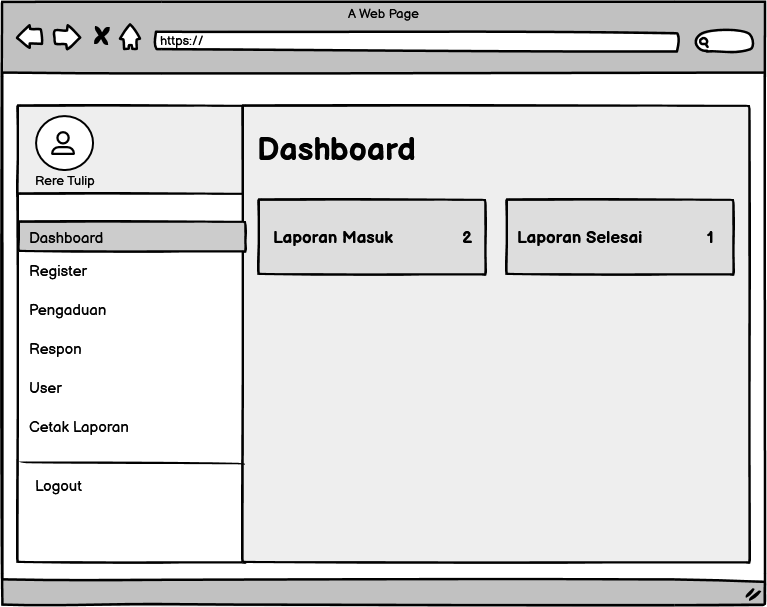 A Web Page
https://
Rere Tulip
Dashboard
Register
Pengaduan
Respon
User
Cetak Laporan
Logout
Dashboard
Laporan Masuk 2
Laporan Selesai 1